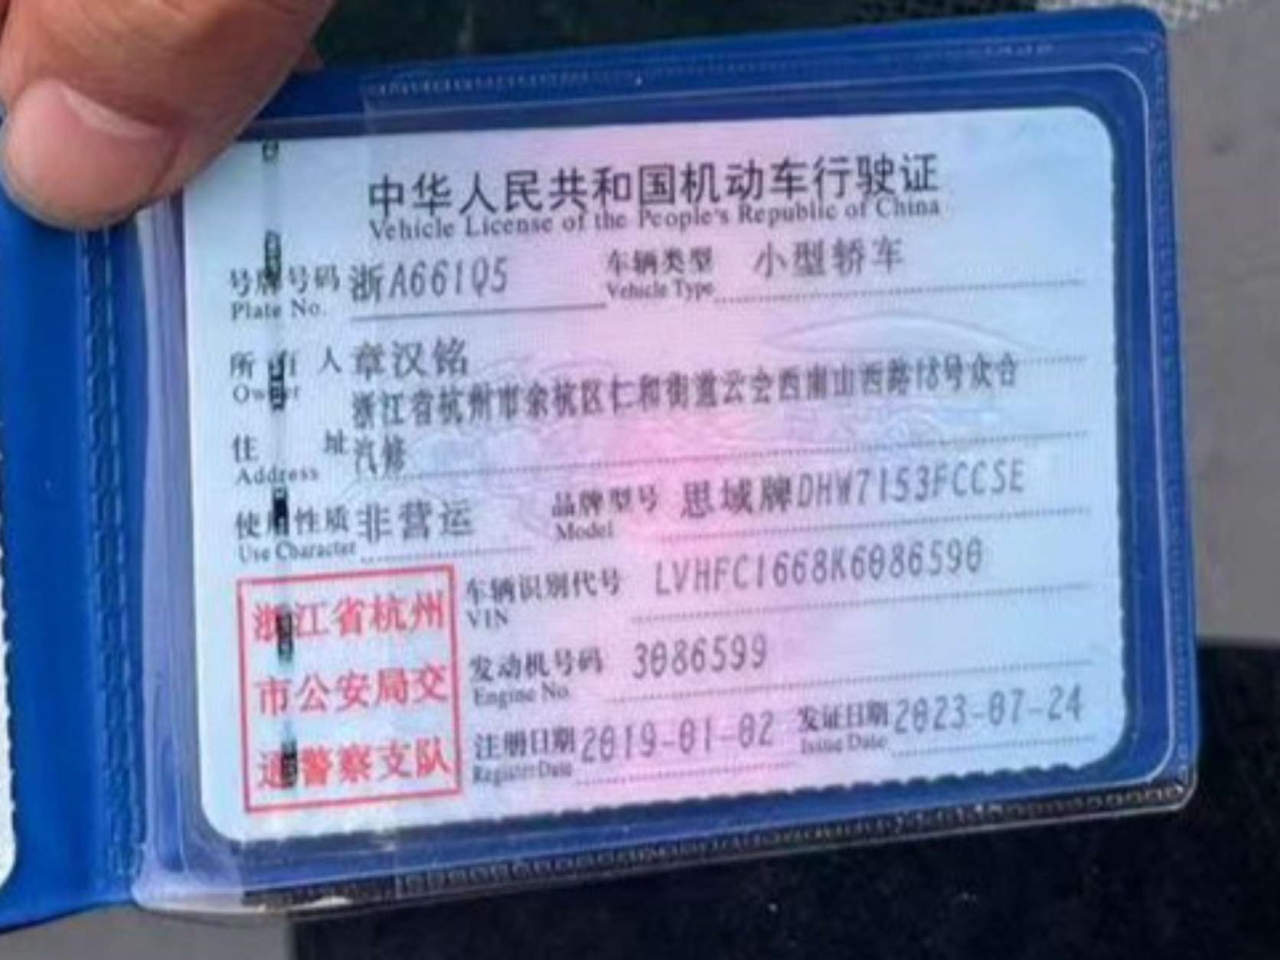 中华人民共和国机动车行驶证
Vehicle License of the People's Republic of China
号牌号码 浙A661Q5 车辆类型 小型轿车
Plate No. Vehicle Type
所有人 章汉铭
Owner
浙江省杭州市余杭区仁和街道云会西南山西路18号众合
住址 汽修
Address
使用性质 非营运 品牌型号 思域牌DHW7153FCCSE
Use Character Model
浙江省杭州
市公安局交
通警察支队
车辆识别代号 LVHFC1668K6086590
VIN
发动机号码 3086599
Engine No.
注册日期 2019-01-02 发证日期 2023-07-24
Register Date Issue Date